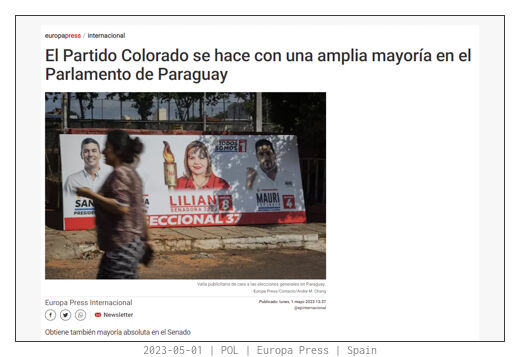 europapress / internacional
El Partido Colorado se hace con una amplia mayoría en el
Parlamento de Paraguay
TODOS
SOMOS 1
LILIAN
SENADORA
8
PRESIDENTE
MAURI
4
SECCIONAL 37
Valla publicitaria de cara a las elecciones generales en Paraguay.
- Europa Press/Contacto/Andre M. Chang
Europa Press Internacional
Publicado: lunes, 1 mayo 2023 13:37
@epinternacional
Newsletter
Obtiene también mayoría absoluta en el Senado
2023-05-01 | POL | Europa Press | Spain